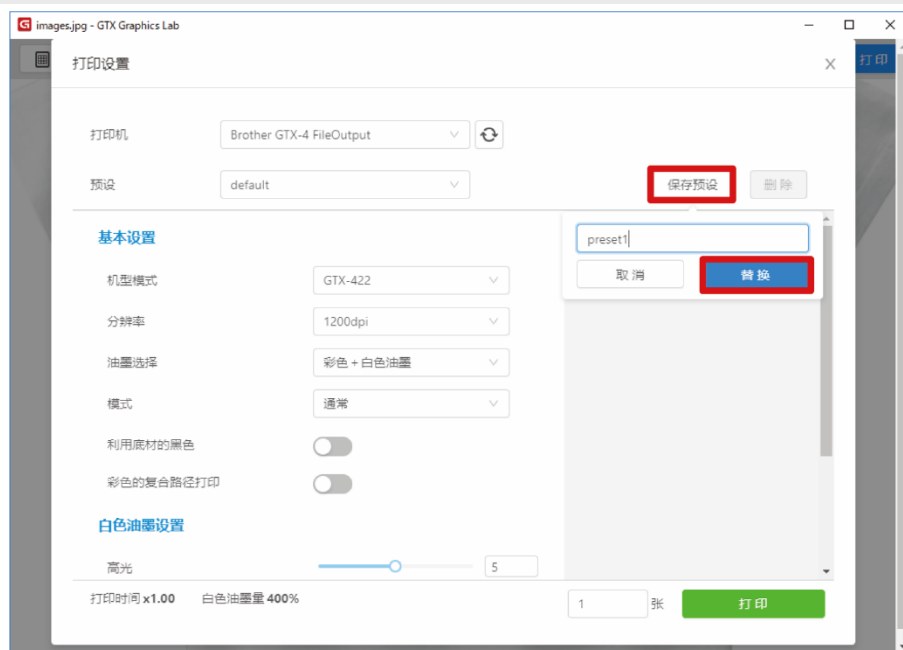 images.jpg - GTX Graphics Lab
打印
打印设置
打印机 Brother GTX-4 FileOutput
预设 default 保存预设 删除
基本设置 preset1
机型模式 GTX-422 取消 替换
分辨率 1200dpi
油墨选择 彩色 + 白色油墨
模式 通常
利用底材的黑色
彩色的复合路径打印
白色油墨设置
高光 5
打印时间 x1.00 白色油墨量 400% 1 张 打印